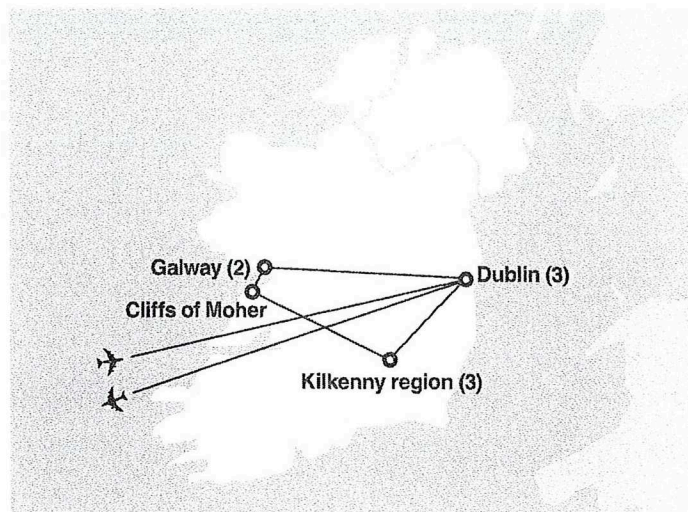 Galway (2)
Dublin (3)
Cliffs of Moher
Kilkenny region (3)